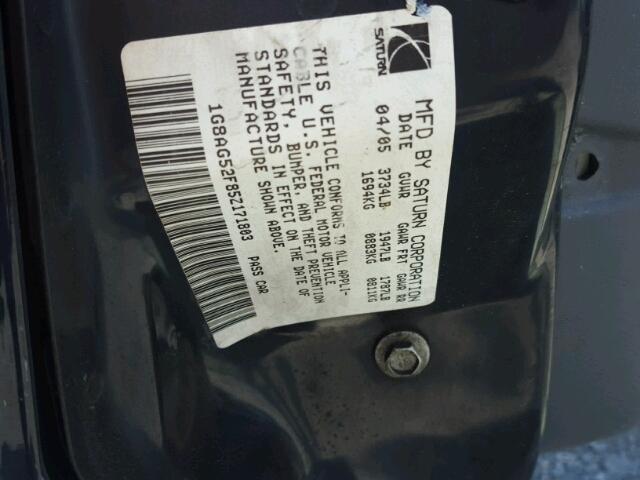 SATURN
MFD BY SATURN CORPORATION
DATE GVWR GAWR FRT GAWR RR
04/05 3734LB 1947LB 1787LB
1694KG 0883KG 0811KG
THIS VEHICLE CONFORMS TO ALL APPLI-
CABLE U.S. FEDERAL MOTOR VEHICLE
SAFETY, BUMPER, AND THEFT PREVENTION
STANDARDS IN EFFECT ON THE DATE OF
MANUFACTURE SHOWN ABOVE.
1G8AG52F85Z171803 PASS CAR